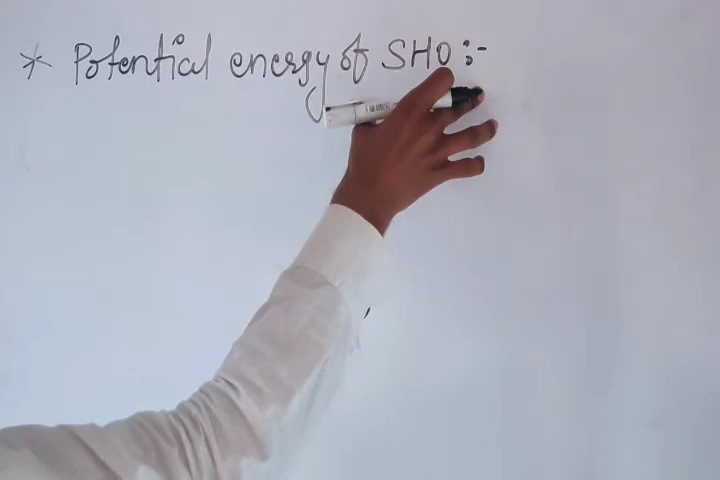 * Potential energy of SHO :-